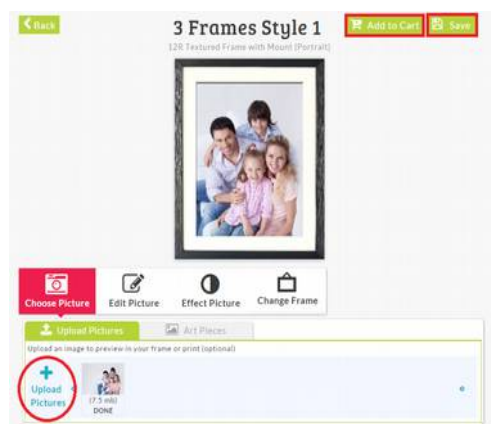 Back
3 Frames Style 1
Add to Cart
Save
12R Textured Frame with Mount (Portrait)
Choose Picture
Edit Picture
Effect Picture
Change Frame
Upload Pictures
Art Pieces
Upload an image to preview in your frame or print (optional)
Upload
Pictures
(7.5 mb)
DONE